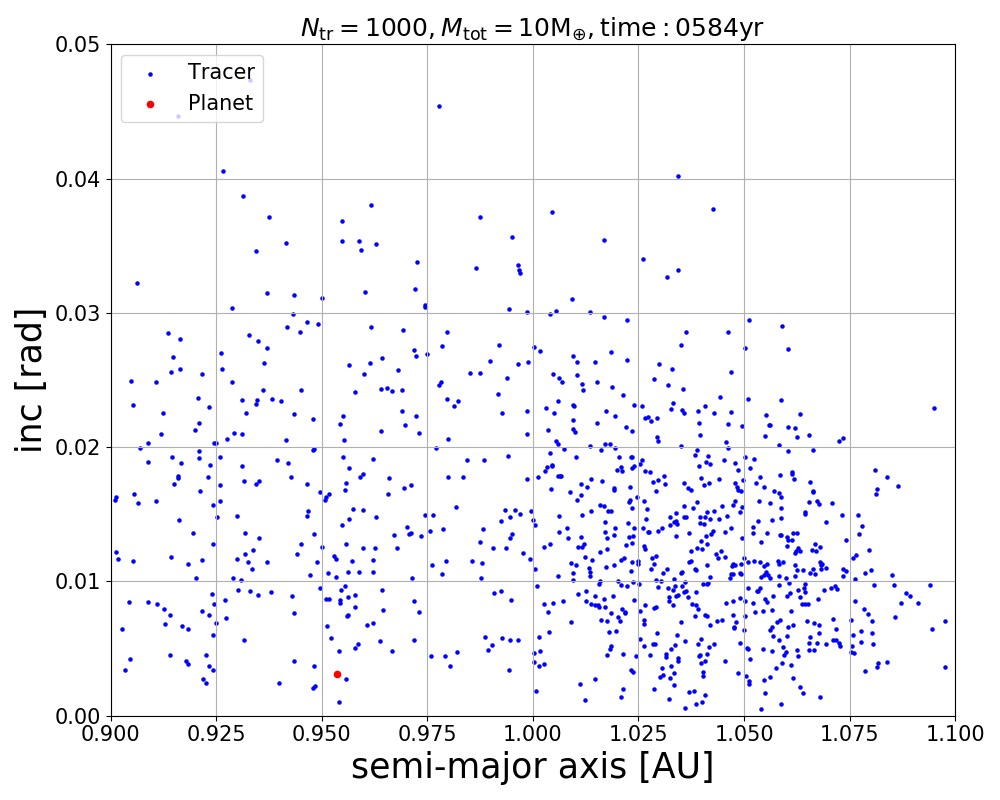 N_tr = 1000, M_tot = 10M_⊕, time : 0584yr
0.05
0.04
0.03
0.02
0.01
0.00
inc [rad]
Tracer
Planet
0.900 0.925 0.950 0.975 1.000 1.025 1.050 1.075 1.100
semi-major axis [AU]